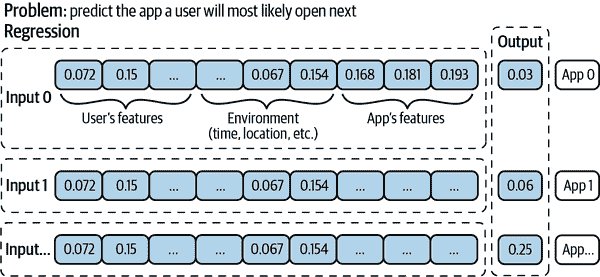 Problem: predict the app a user will most likely open next
Regression
Output
Input 0
0.072 0.15 ... ... 0.067 0.154 0.168 0.181 0.193 0.03 App 0
User's features
Environment
(time, location, etc.)
App's features
Input 1 0.072 0.15 ... ... 0.067 0.154 ... ... ... 0.06 App 1
Input... 0.072 0.15 ... ... 0.067 0.154 ... ... ... 0.25 App...